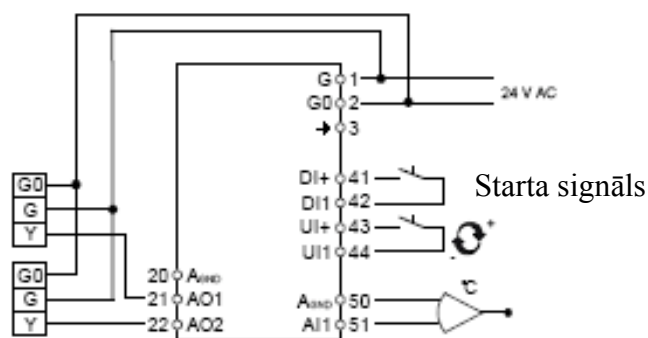 G 1
24 V AC
G0 2
3
G0
G
Y
DI+ 41
DI1 42
Starta signāls
UI+ 43
UI1 44
+
-
G0
G
Y
20 AGND
21 AO1
22 AO2
°C
AGND 50
AI1 51